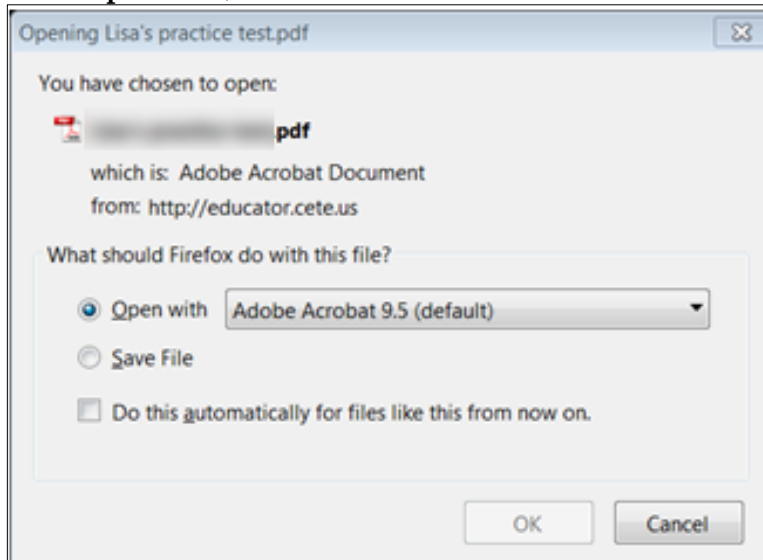 Opening Lisa's practice test.pdf
You have chosen to open:
.pdf
which is: Adobe Acrobat Document
from: http://educator.cete.us
What should Firefox do with this file?
Open with Adobe Acrobat 9.5 (default)
Save File
Do this automatically for files like this from now on.
OK Cancel